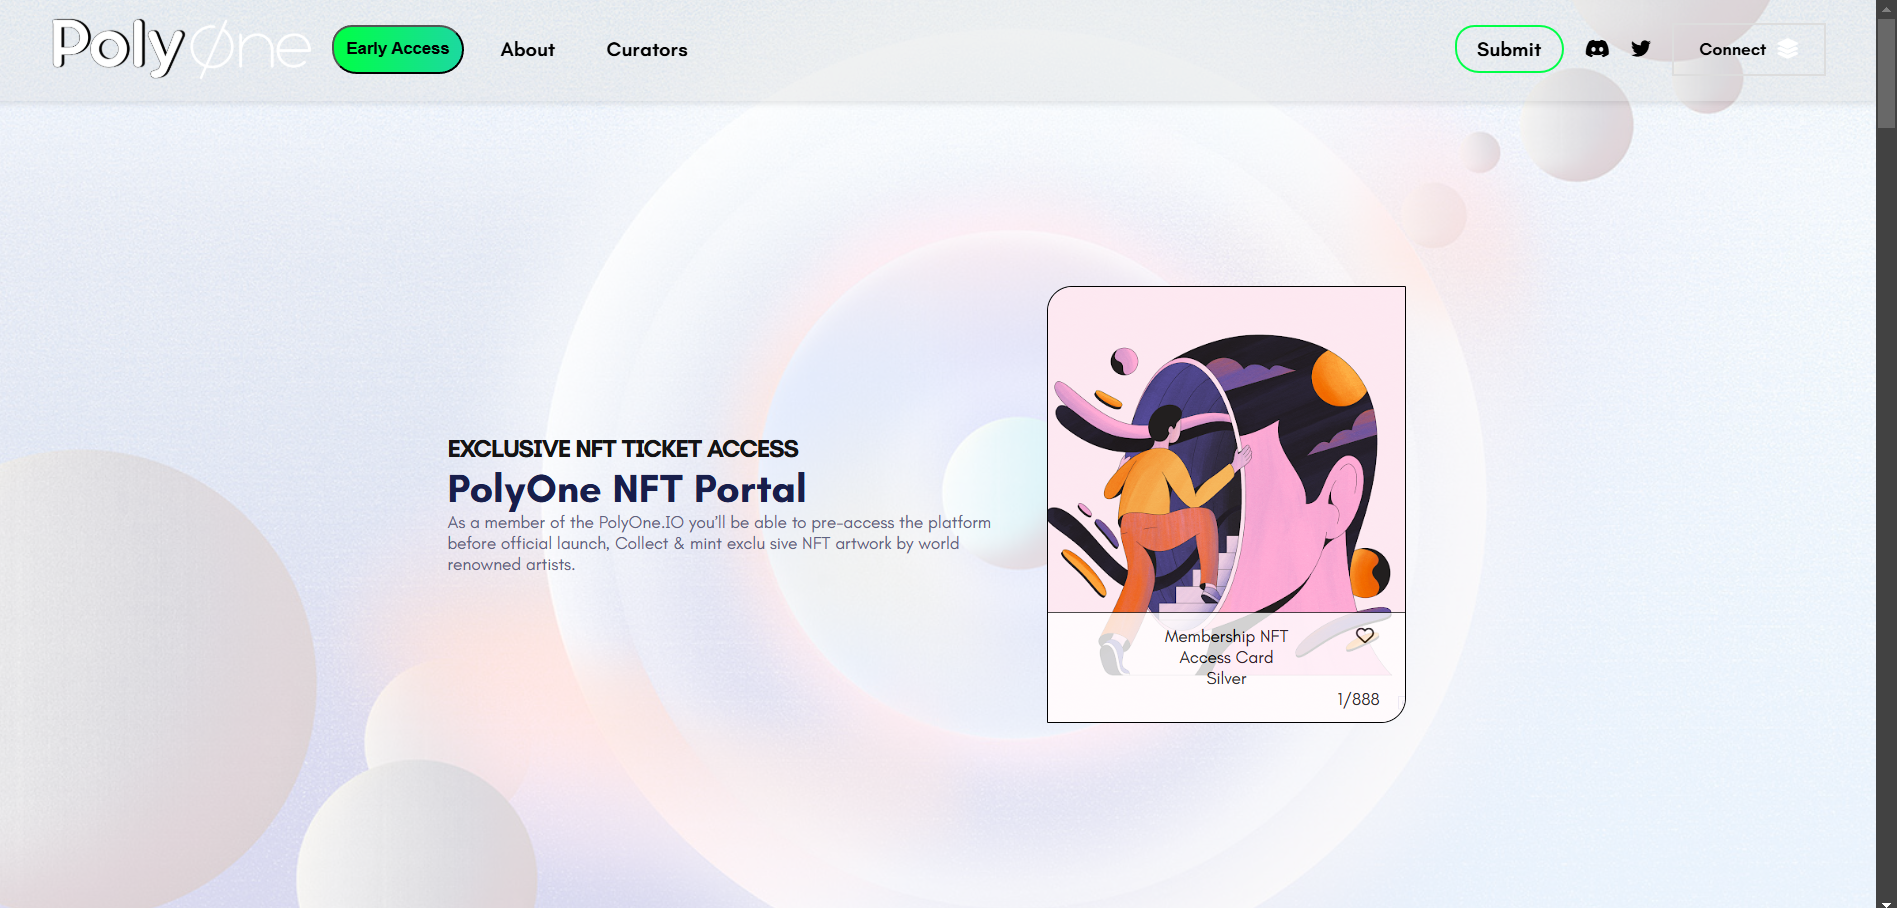 PolyOne
Early Access
About
Curators
Submit
Connect
EXCLUSIVE NFT TICKET ACCESS
PolyOne NFT Portal
As a member of the PolyOne.IO you'll be able to pre-access the platform
before official launch, Collect & mint exclu sive NFT artwork by world
renowned artists.
Membership NFT
Access Card
Silver
1/888